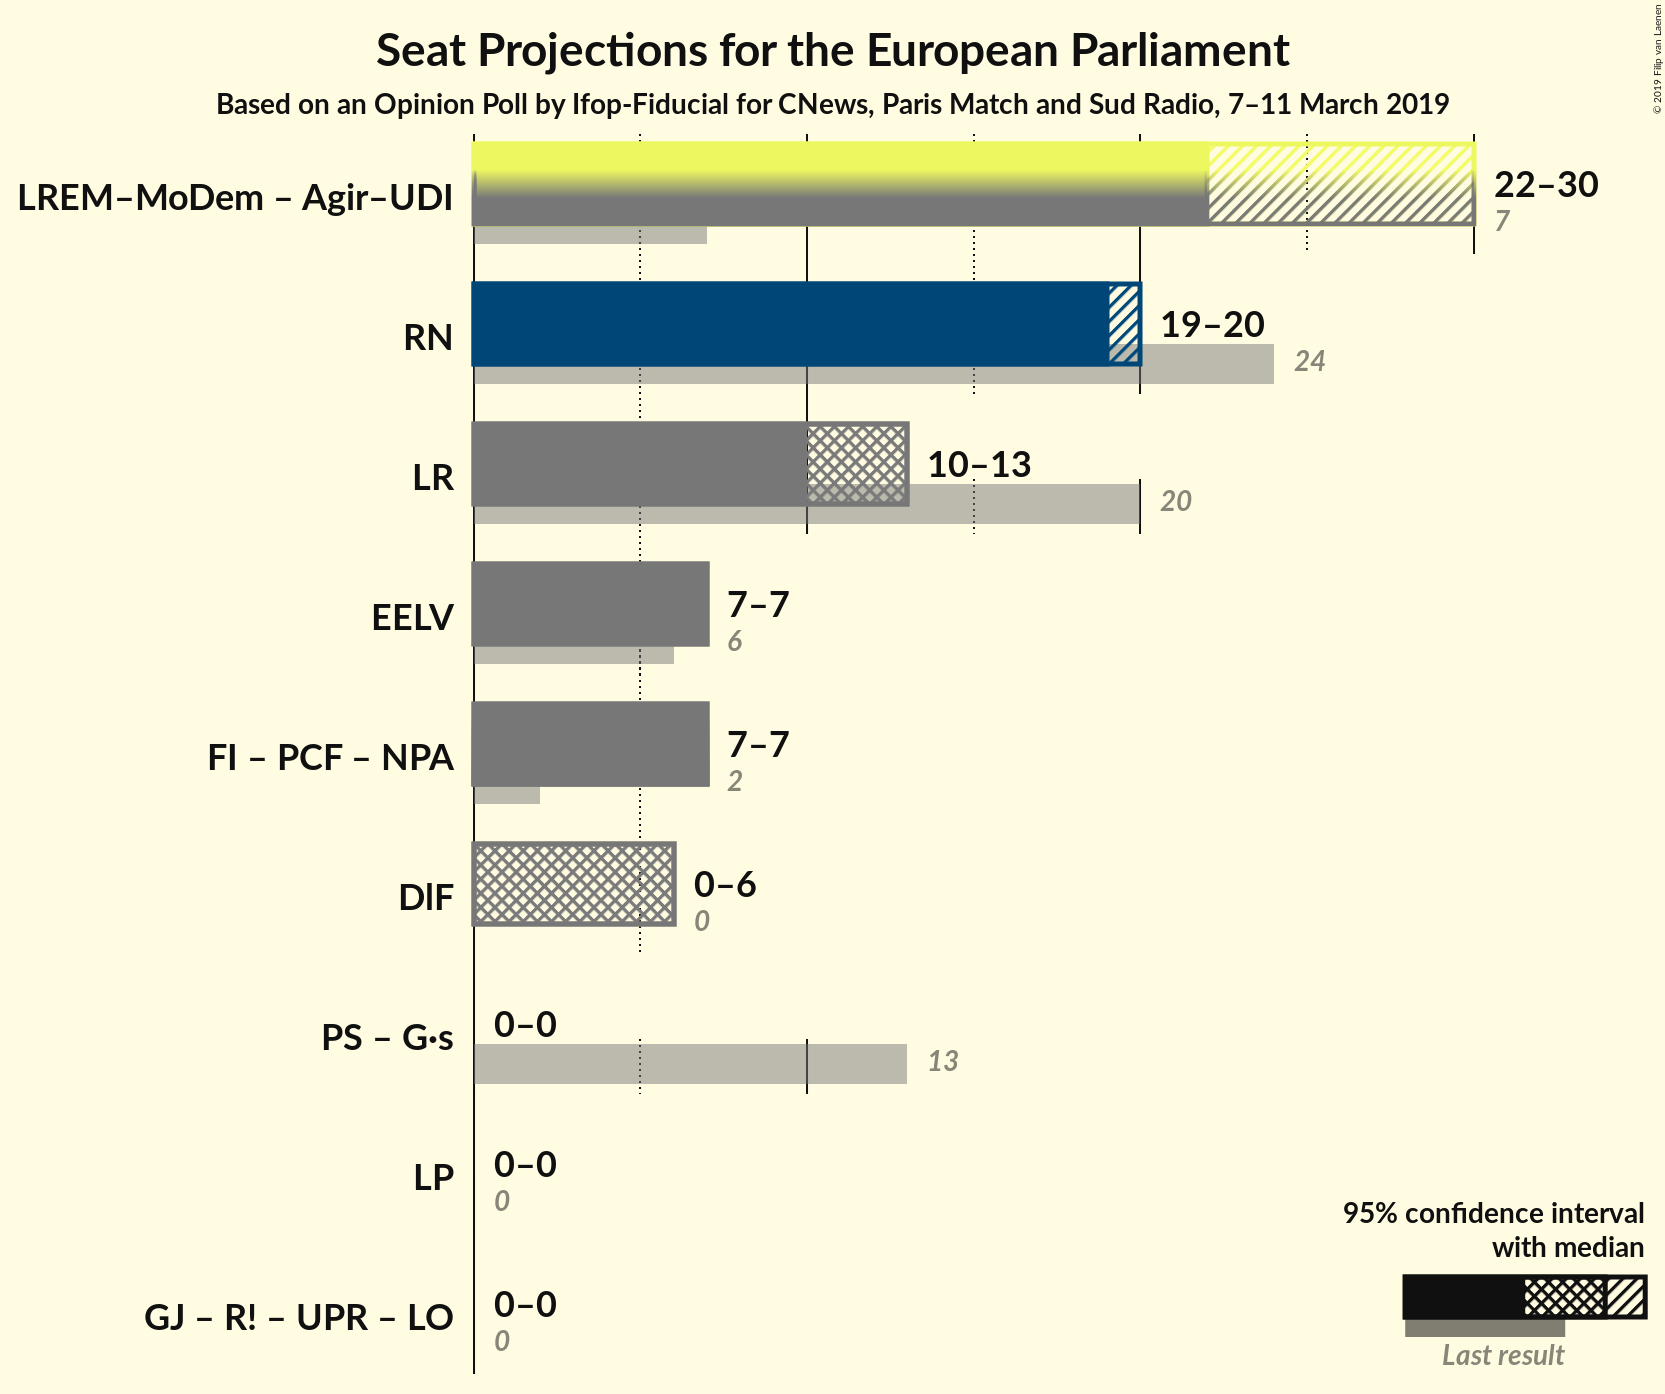 Seat Projections for the European Parliament
Based on an Opinion Poll by Ifop-Fiducial for CNews, Paris Match and Sud Radio, 7–11 March 2019
© 2019 Filip van Laenen
LREM–MoDem – Agir–UDI
22–30
7
RN
19–20
24
LR
10–13
20
EELV
7–7
6
FI – PCF – NPA
7–7
2
DlF
0–6
0
PS – G·s
0–0
13
LP
0–0
0
GJ – R! – UPR – LO
0–0
0
95% confidence interval
with median
Last result